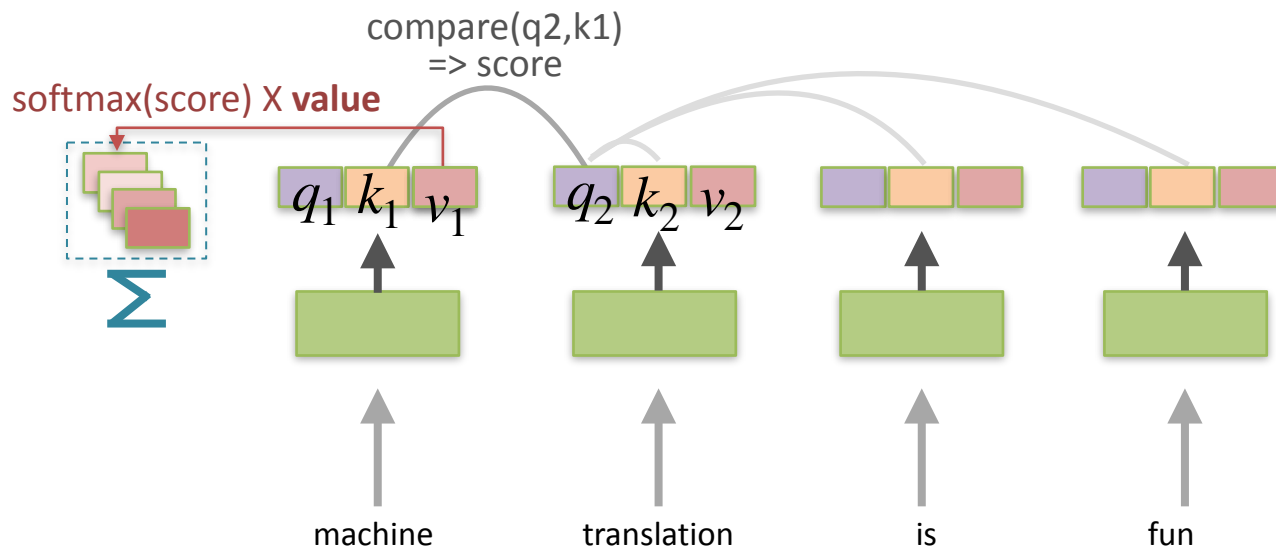 compare(q2,k1)
=> score
softmax(score) X value
q₁ k₁ v₁ q₂ k₂ v₂
Σ
machine translation is fun